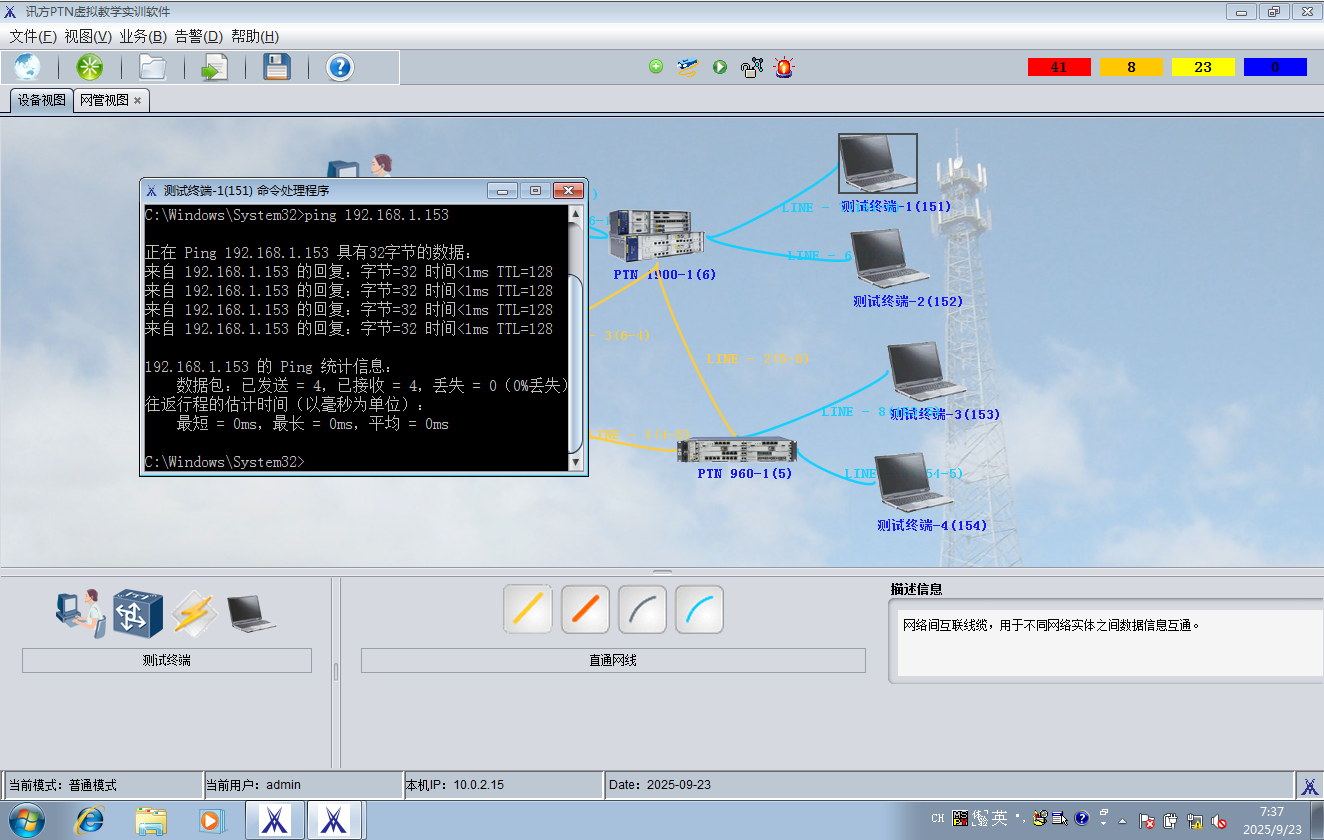 讯方PTN虚拟教学实训软件
文件(F) 视图(V) 业务(B) 告警(D) 帮助(H)
41 8 23 0
设备视图 网管视图
测试终端-1(151) 命令处理程序
C:\Windows\System32>ping 192.168.1.153
正在 Ping 192.168.1.153 具有32字节的数据:
来自 192.168.1.153 的回复: 字节=32 时间<1ms TTL=128
来自 192.168.1.153 的回复: 字节=32 时间<1ms TTL=128
来自 192.168.1.153 的回复: 字节=32 时间<1ms TTL=128
来自 192.168.1.153 的回复: 字节=32 时间<1ms TTL=128
192.168.1.153 的 Ping 统计信息:
数据包: 已发送 = 4, 已接收 = 4, 丢失 = 0 (0%丢失)
往返行程的估计时间(以毫秒为单位):
最短 = 0ms, 最长 = 0ms, 平均 = 0ms
C:\Windows\System32>
LINE -
测试终端-1(151)
LINE - 6
PTN 1900-1(6)
测试终端-2(152)
3(6-4)
LINE - 2(5-6)
LINE - 8
测试终端-3(153)
LINE - 1(4-5)
PTN 960-1(5)
LINE
54-5)
测试终端-4(154)
测试终端
直通网线
描述信息
网络间互联线缆，用于不同网络实体之间数据信息互通。
当前模式: 普通模式
当前用户: admin
本机IP: 10.0.2.15
Date: 2025-09-23
CH
英
7:37
2025/9/23